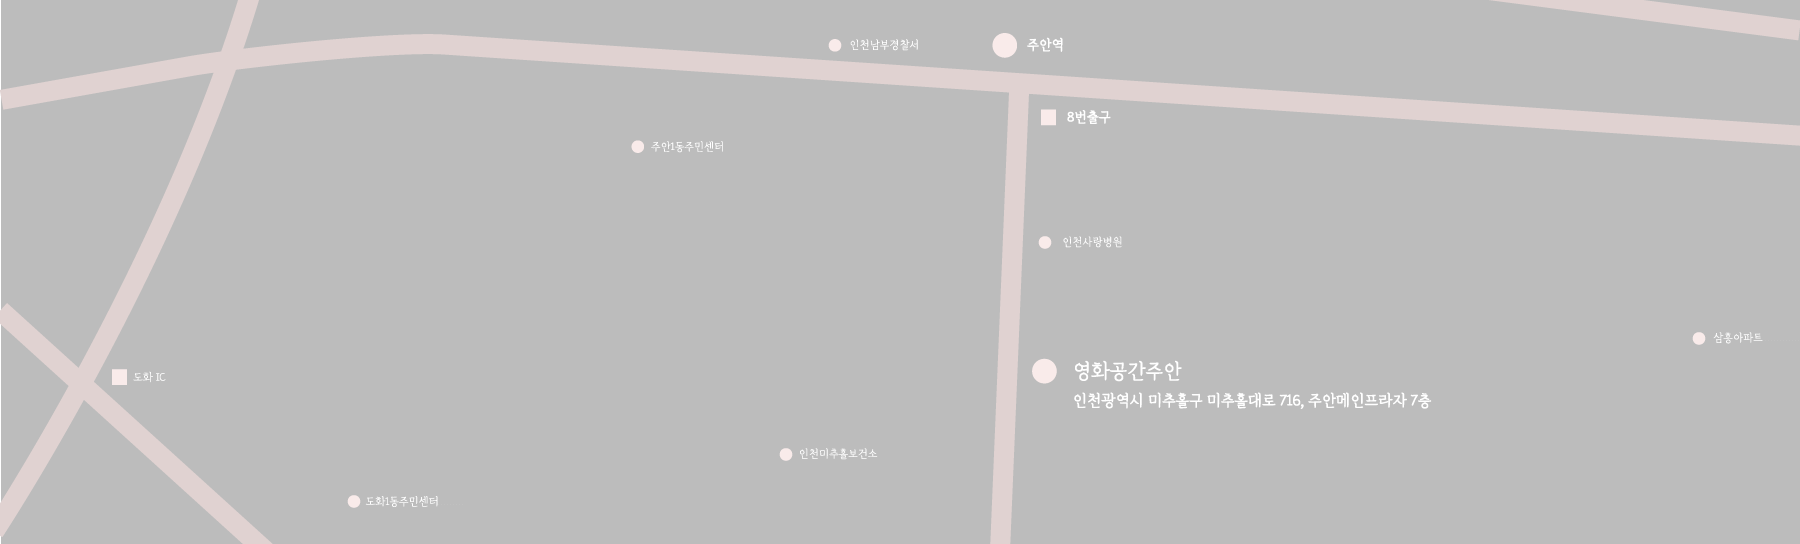 인천남부경찰서
주안역
8번출구
주안1동주민센터
인천사랑병원
삼흥아파트
영화공간주안
도화 IC
인천광역시 미추홀구 미추홀대로 716, 주안메인프라자 7층
인천미추홀보건소
도화1동주민센터